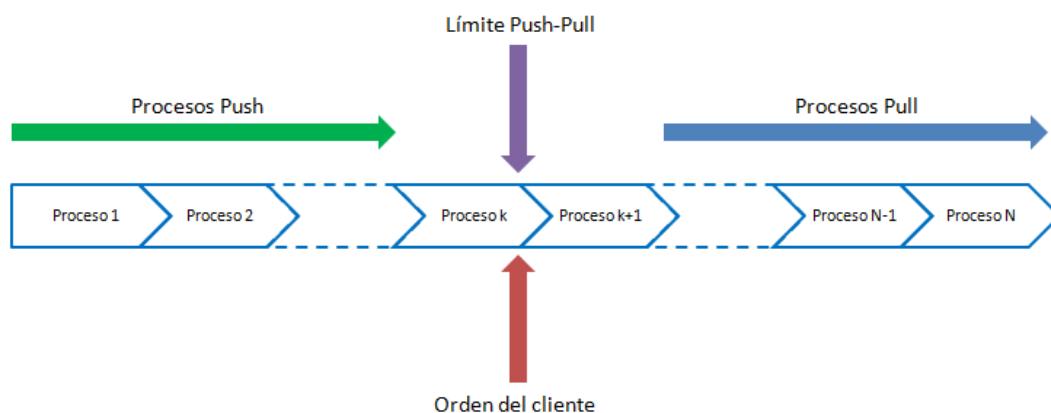 Límite Push-Pull
Procesos Push
Procesos Pull
Proceso 1
Proceso 2
Proceso k
Proceso k+1
Proceso N-1
Proceso N
Orden del cliente